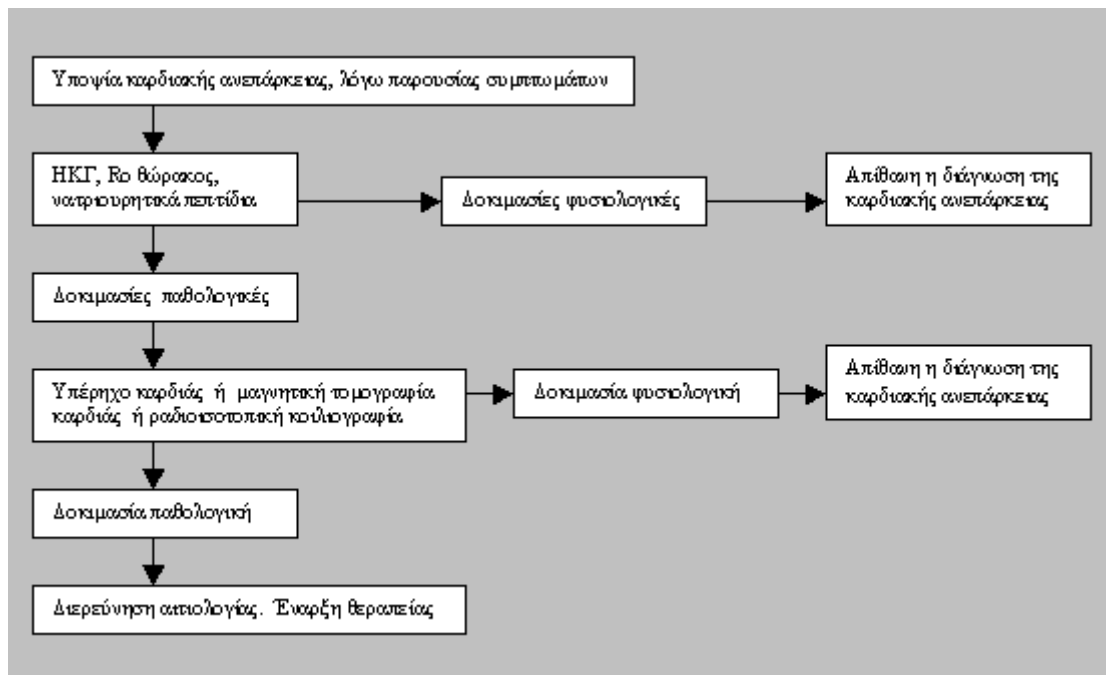 Υποψία καρδιακής ανεπάρκειας, λόγω παρουσίας συμπτωμάτων
ΗΚΓ, Ro θώρακος,
νατριουρητικά πεπτίδια
Δοκιμασίες φυσιολογικές
Απίθανη η διάγνωση της
καρδιακής ανεπάρκειας
Δοκιμασίες παθολογικές
Υπέρηχο καρδιάς ή μαγνητική τομογραφία
καρδιάς ή ραδιοισοτοπική κοιλιογραφία
Δοκιμασία φυσιολογική
Απίθανη η διάγνωση της
καρδιακής ανεπάρκειας
Δοκιμασία παθολογική
Διερεύνηση αιτιολογίας. Έναρξη θεραπείας